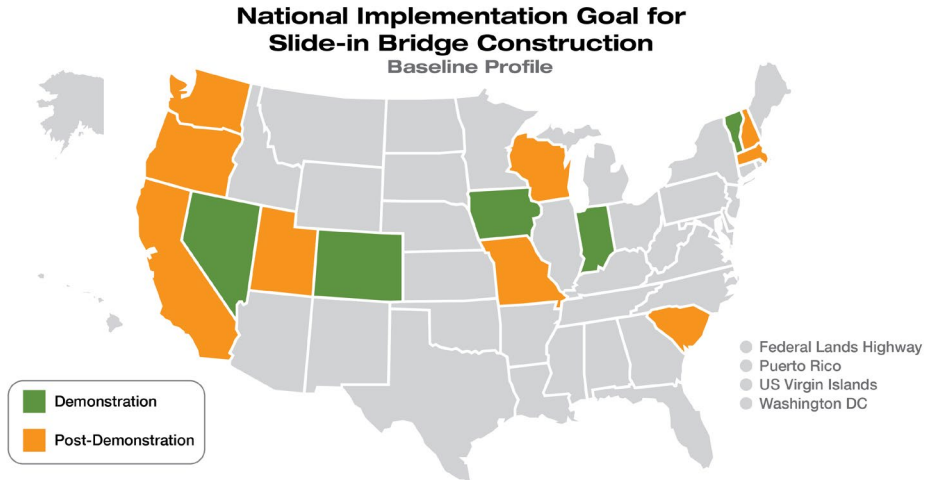 National Implementation Goal for
Slide-in Bridge Construction
Baseline Profile
Federal Lands Highway
Puerto Rico
US Virgin Islands
Washington DC
Demonstration
Post-Demonstration